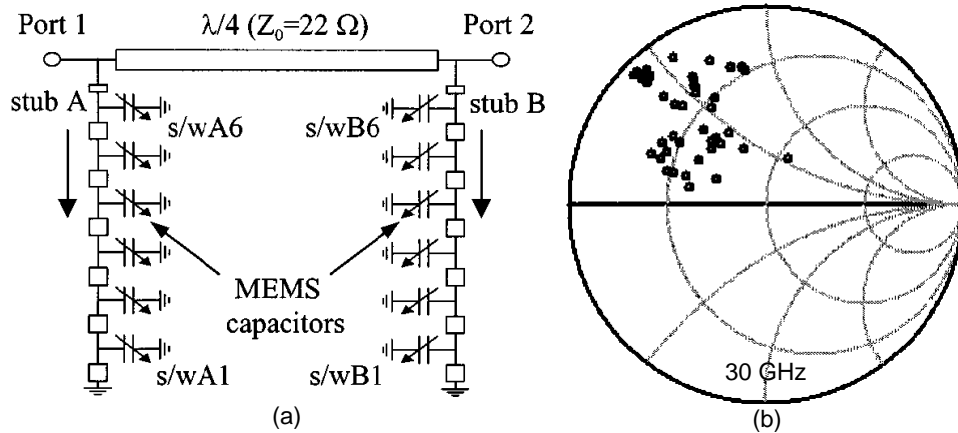 Port 1
λ/4 (Z₀=22 Ω)
Port 2
stub A
stub B
s/wA6
s/wB6
MEMS
capacitors
s/wA1
s/wB1
(a)
30 GHz
(b)